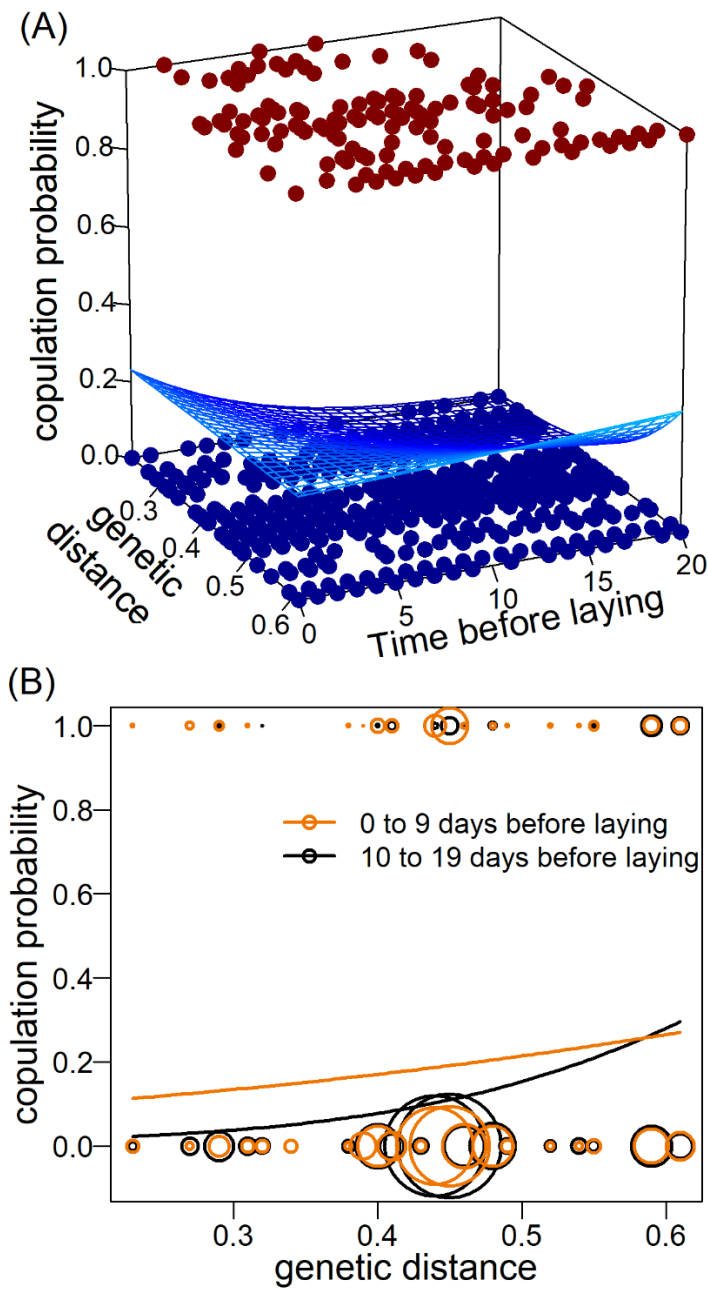 (A)
1.0
0.8
0.6
0.4
0.2
0.0
copulation probability
0.3
0.4
0.5
0.6
genetic
distance
0
5
10
15
20
Time before laying
(B)
1.0
0.8
0.6
0.4
0.2
0.0
copulation probability
0 to 9 days before laying
10 to 19 days before laying
0.3
0.4
0.5
0.6
genetic distance